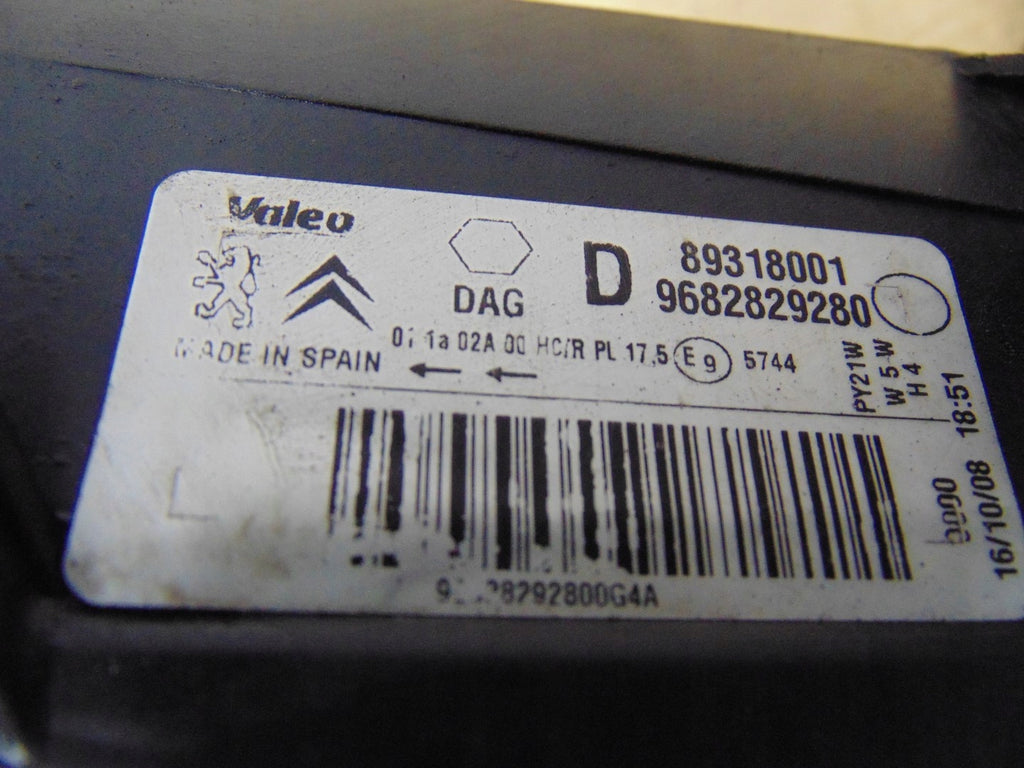 Valeo
DAG
D
89318001
9682829280
MADE IN SPAIN
1a 02A 00 HC/R PL 17,5 E9 5744
PY21W
W 5 W
H 4
18:51
16/10/08
L